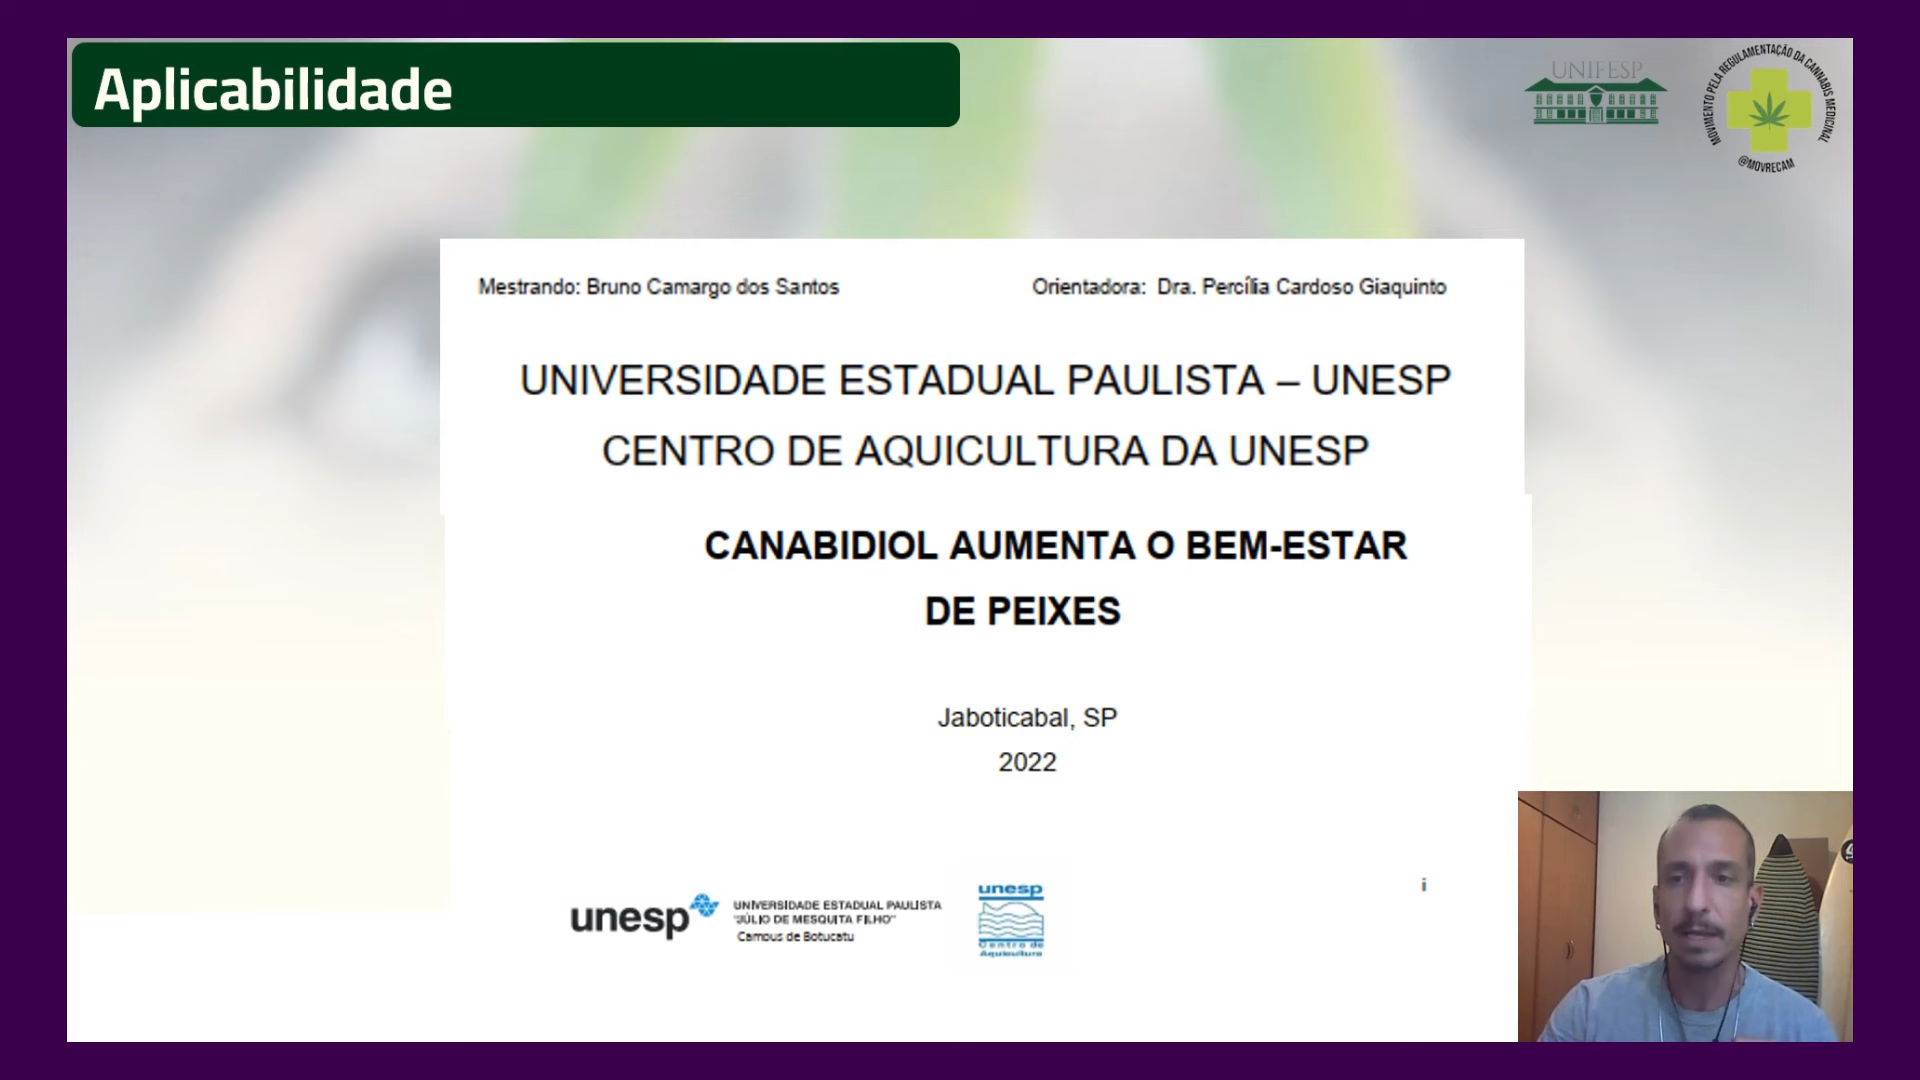 Aplicabilidade
UNIFESP
MOVIMENTO PELA REGULAMENTAÇÃO DA CANNABIS MEDICINAL
@MOVRECAM
Mestrando: Bruno Camargo dos Santos
Orientadora: Dra. Percília Cardoso Giaquinto
UNIVERSIDADE ESTADUAL PAULISTA – UNESP
CENTRO DE AQUICULTURA DA UNESP
CANABIDIOL AUMENTA O BEM-ESTAR
DE PEIXES
Jaboticabal, SP
2022
i
unesp
UNIVERSIDADE ESTADUAL PAULISTA
"JÚLIO DE MESQUITA FILHO"
Campus de Botucatu
unesp
Centro de
Aquicultura